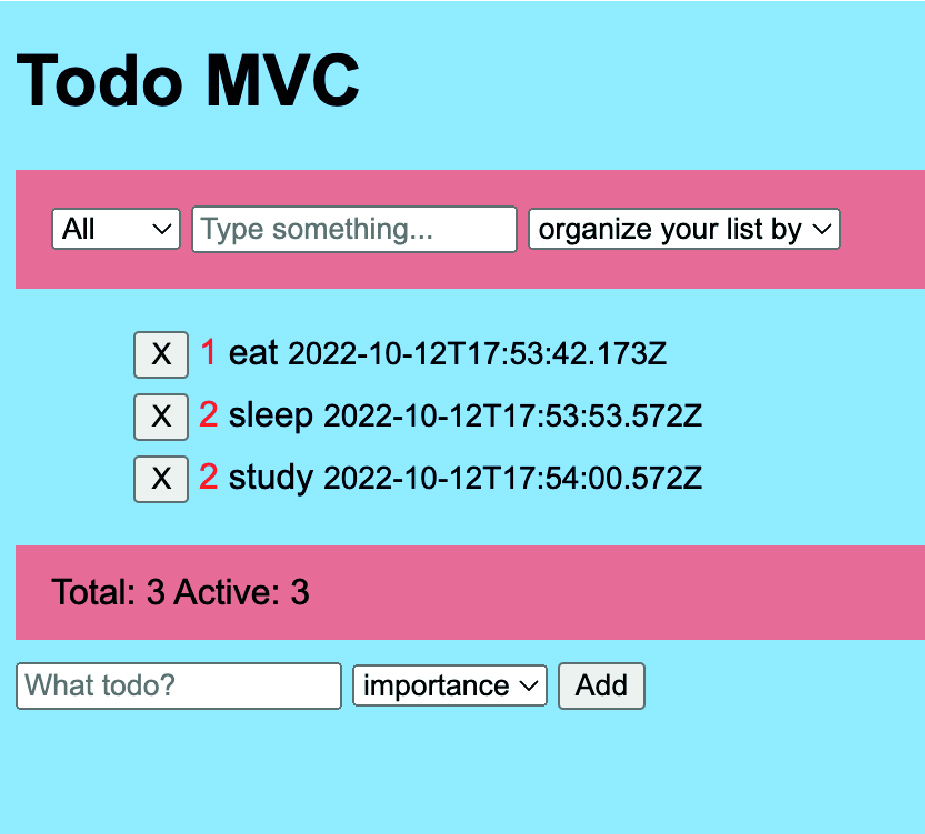 Todo MVC
All Type something... organize your list by
X 1 eat 2022-10-12T17:53:42.173Z
X 2 sleep 2022-10-12T17:53:53.572Z
X 2 study 2022-10-12T17:54:00.572Z
Total: 3 Active: 3
What todo? importance Add